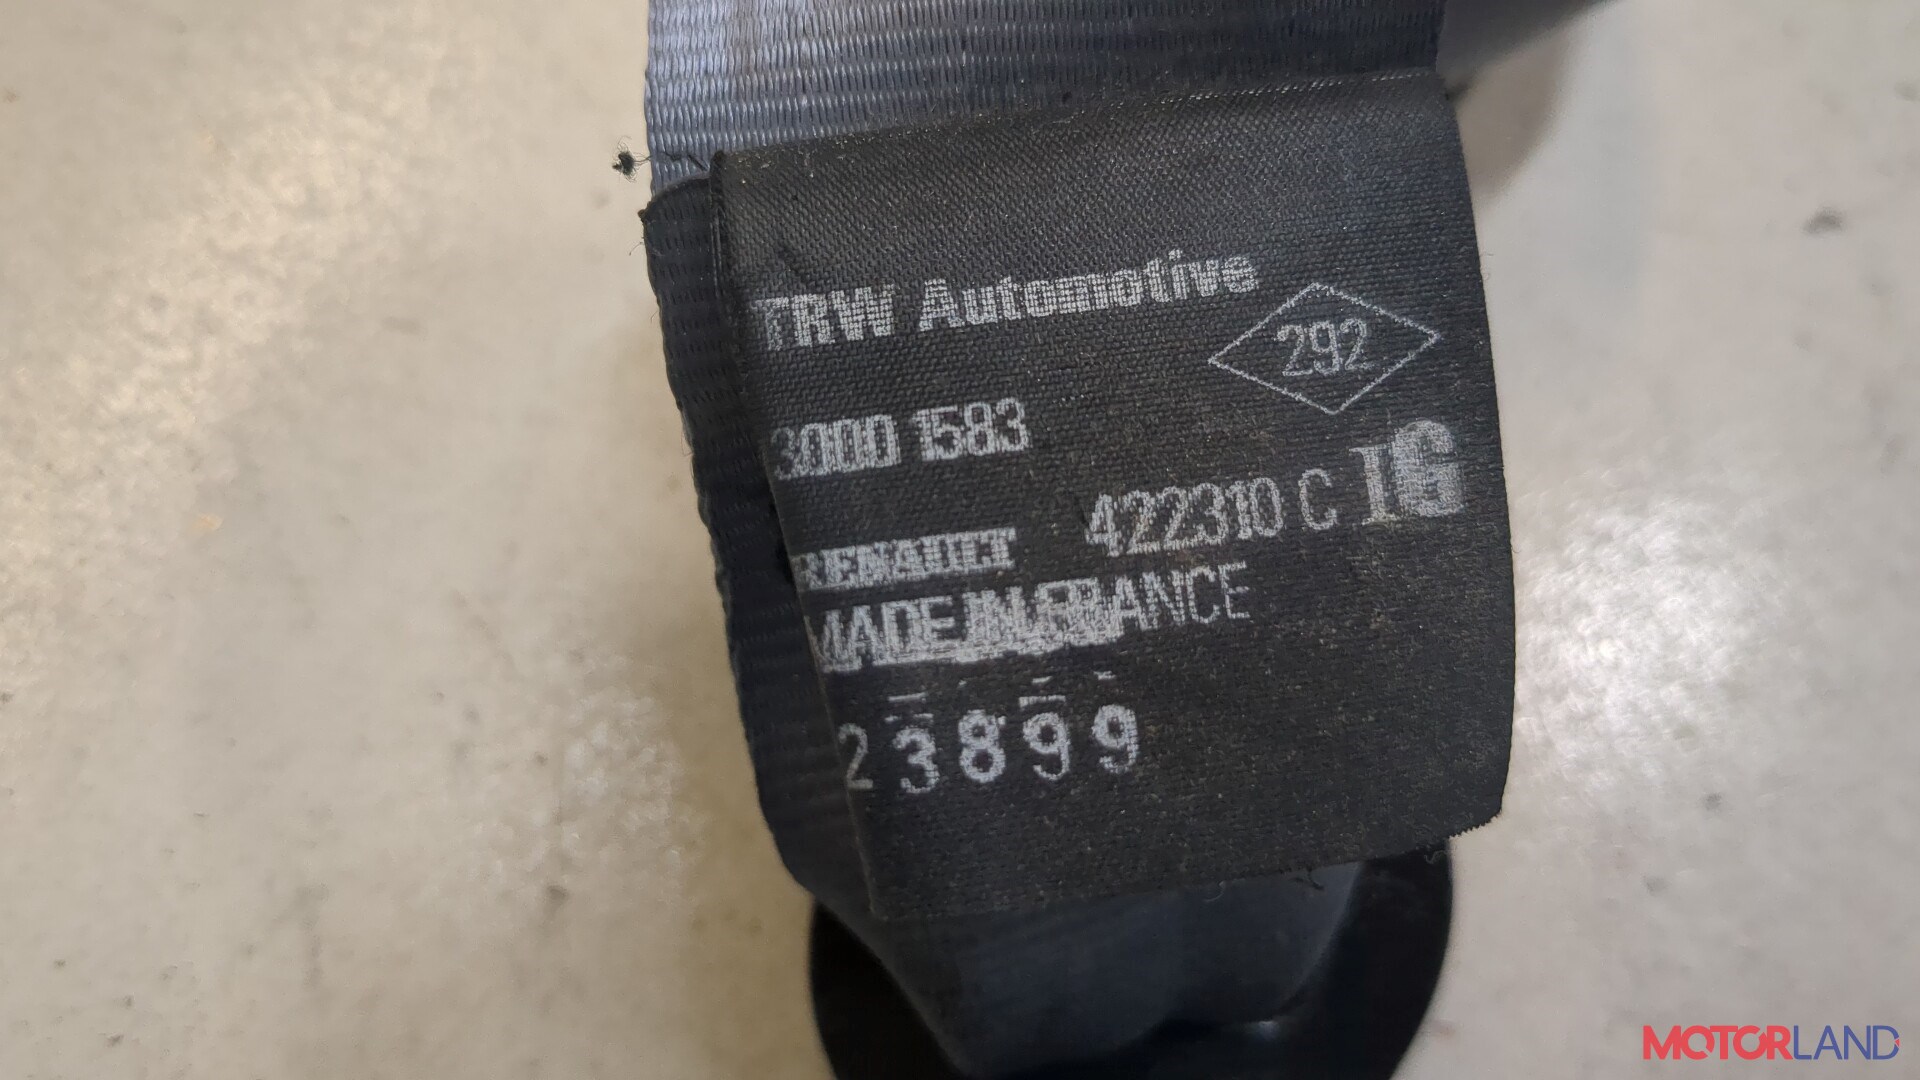 TRW Automotive
292
3000 1583
422310 C IG
RENAULT
MADE IN FRANCE
23899
MOTORLAND